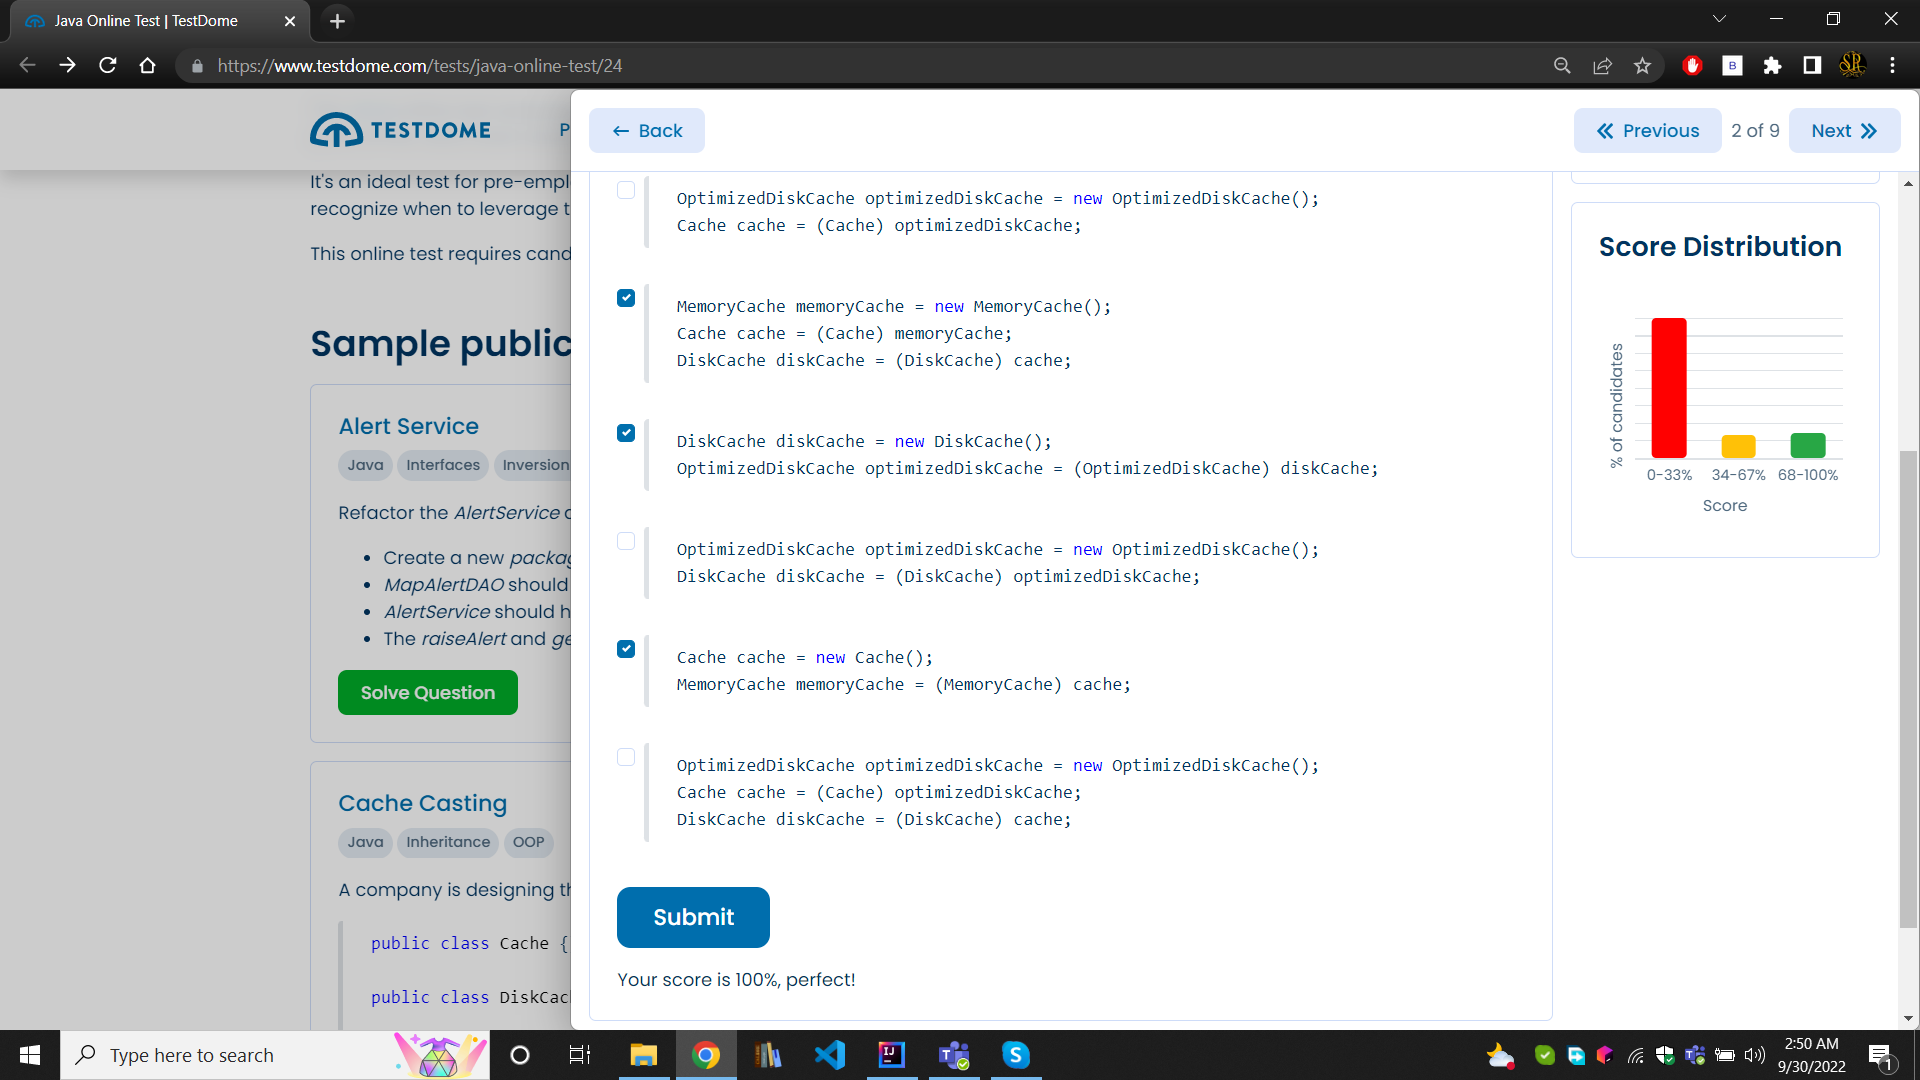 Java Online Test | TestDome
https://www.testdome.com/tests/java-online-test/24
TESTDOME
It's an ideal test for pre-empl
recognize when to leverage t
This online test requires cand
Sample public
Alert Service
Java Interfaces Inversion
Refactor the AlertService c
Create a new packag
MapAlertDAO should
AlertService should h
The raiseAlert and ge
Solve Question
Cache Casting
Java Inheritance OOP
A company is designing th
public class Cache {
public class DiskCach
← Back
Previous 2 of 9 Next
OptimizedDiskCache optimizedDiskCache = new OptimizedDiskCache();
Cache cache = (Cache) optimizedDiskCache;
MemoryCache memoryCache = new MemoryCache();
Cache cache = (Cache) memoryCache;
DiskCache diskCache = (DiskCache) cache;
DiskCache diskCache = new DiskCache();
OptimizedDiskCache optimizedDiskCache = (OptimizedDiskCache) diskCache;
OptimizedDiskCache optimizedDiskCache = new OptimizedDiskCache();
DiskCache diskCache = (DiskCache) optimizedDiskCache;
Cache cache = new Cache();
MemoryCache memoryCache = (MemoryCache) cache;
OptimizedDiskCache optimizedDiskCache = new OptimizedDiskCache();
Cache cache = (Cache) optimizedDiskCache;
DiskCache diskCache = (DiskCache) cache;
Submit
Your score is 100%, perfect!
Score Distribution
% of candidates
0-33% 34-67% 68-100%
Score
Type here to search
2:50 AM
9/30/2022
1